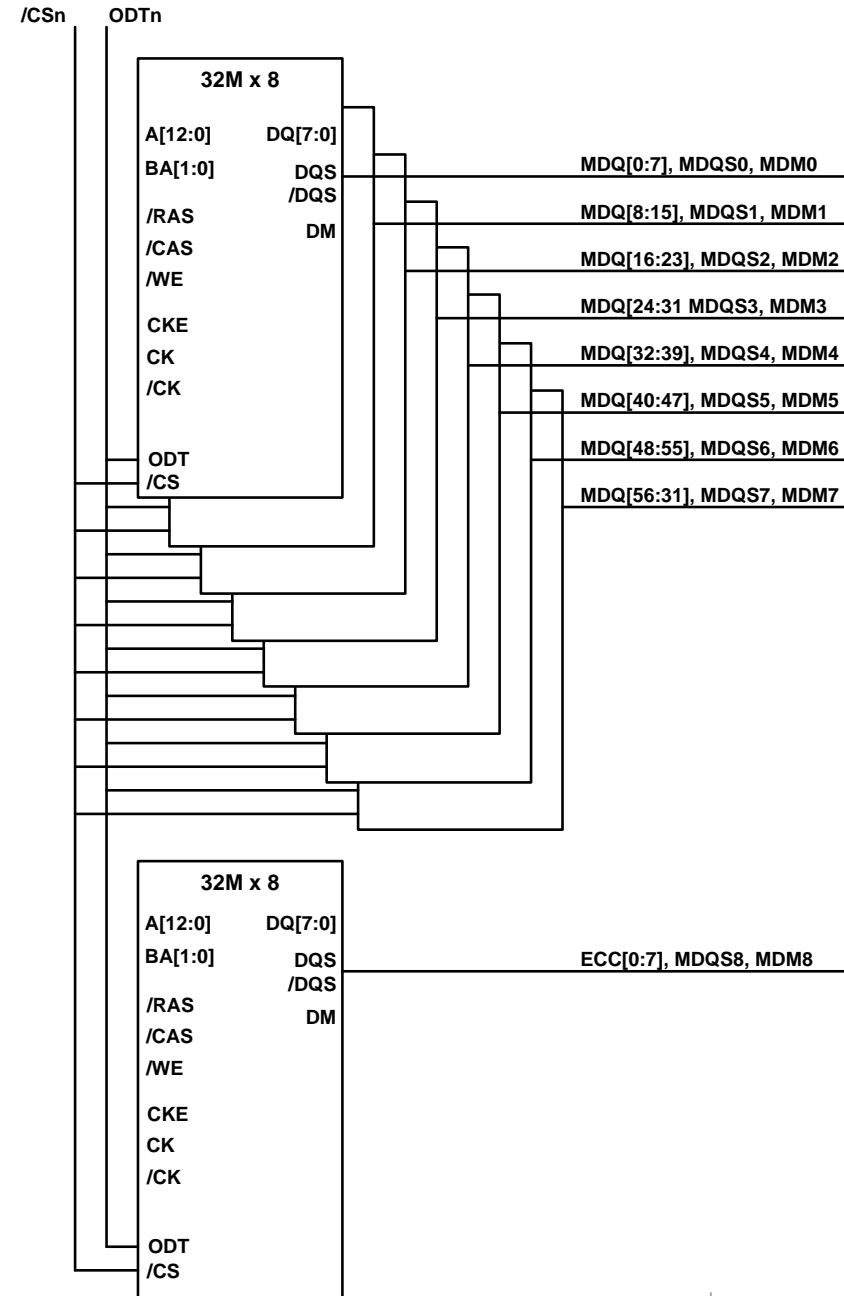 /CSn ODTn
32M x 8
A[12:0] DQ[7:0]
BA[1:0] DQS
/DQS
/RAS
DM
/CAS
/WE
CKE
CK
/CK
ODT
/CS
MDQ[0:7], MDQS0, MDM0
MDQ[8:15], MDQS1, MDM1
MDQ[16:23], MDQS2, MDM2
MDQ[24:31 MDQS3, MDM3
MDQ[32:39], MDQS4, MDM4
MDQ[40:47], MDQS5, MDM5
MDQ[48:55], MDQS6, MDM6
MDQ[56:31], MDQS7, MDM7
32M x 8
A[12:0] DQ[7:0]
BA[1:0] DQS
/DQS
/RAS
DM
/CAS
/WE
CKE
CK
/CK
ODT
/CS
ECC[0:7], MDQS8, MDM8